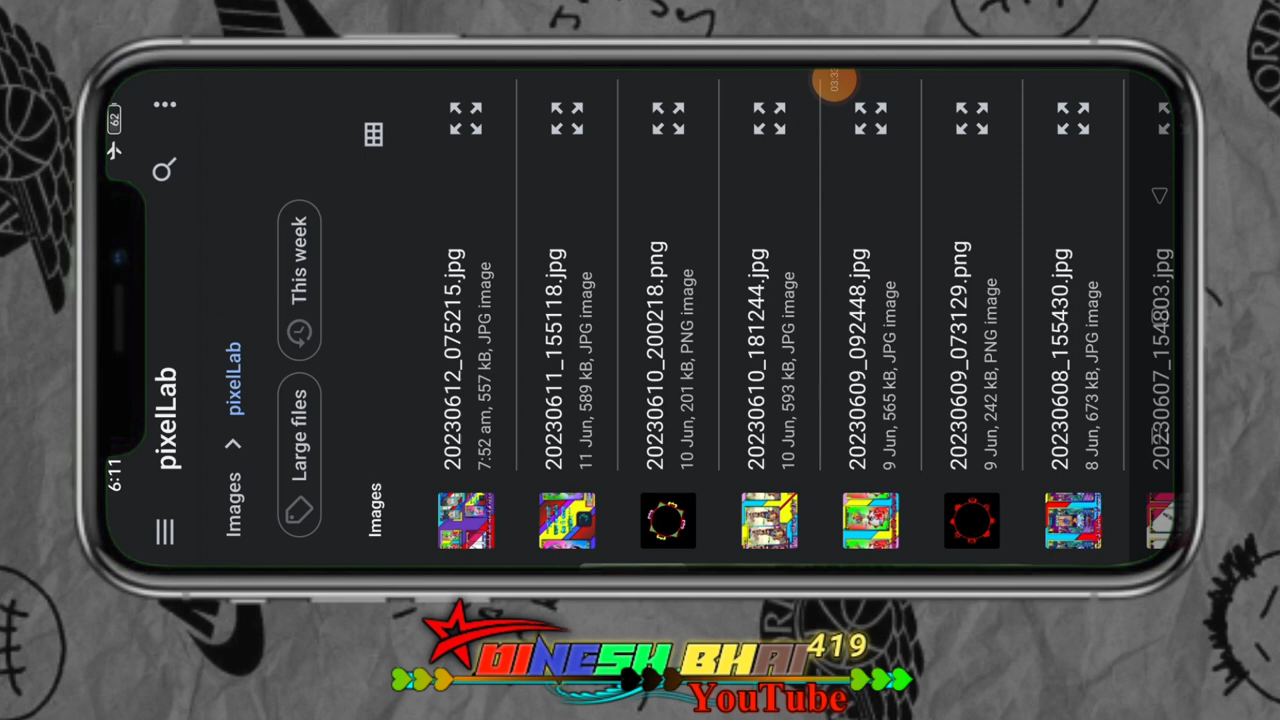 6:11
62
pixelLab
Images > pixelLab
Large files
This week
Images
20230612_075215.jpg
7:52 am, 557 kB, JPG image
20230611_155118.jpg
11 Jun, 589 kB, JPG image
20230610_200218.png
10 Jun, 201 kB, PNG image
20230610_181244.jpg
10 Jun, 593 kB, JPG image
20230609_092448.jpg
9 Jun, 565 kB, JPG image
20230609_073129.png
9 Jun, 242 kB, PNG image
20230608_155430.jpg
8 Jun, 673 kB, JPG image
20230607_154803.jpg
DINESH BHAI 419
YouTube